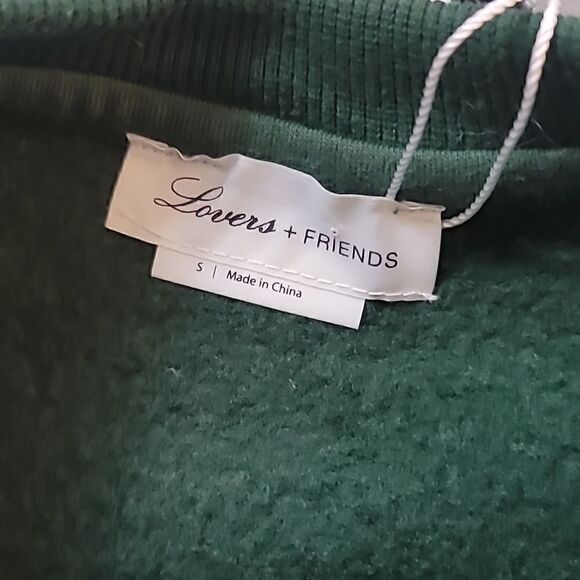 Lovers + FRIENDS
S | Made in China